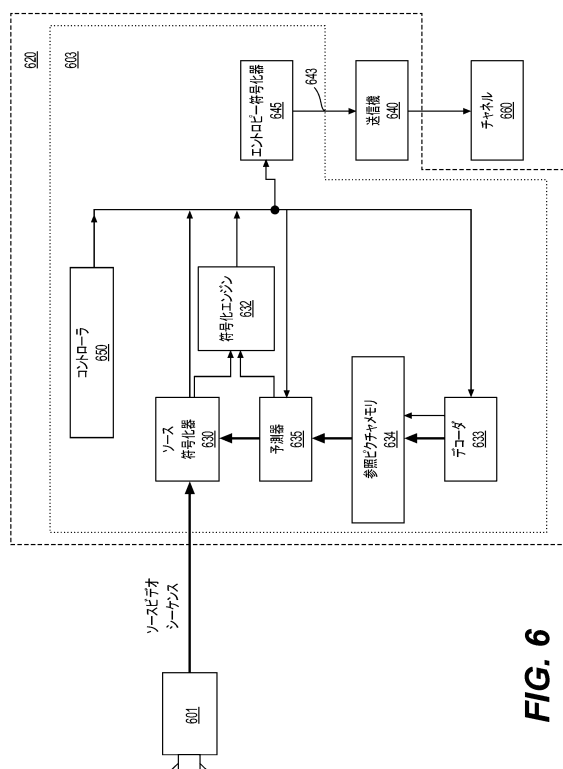 620
603
エントロピー符号化器
645
643
送信機
640
チャネル
660
コントローラ
650
符号化エンジン
632
ソース
符号化器
630
予測器
635
参照ピクチャメモリ
634
デコーダ
633
ソースビデオ
シーケンス
601
FIG. 6